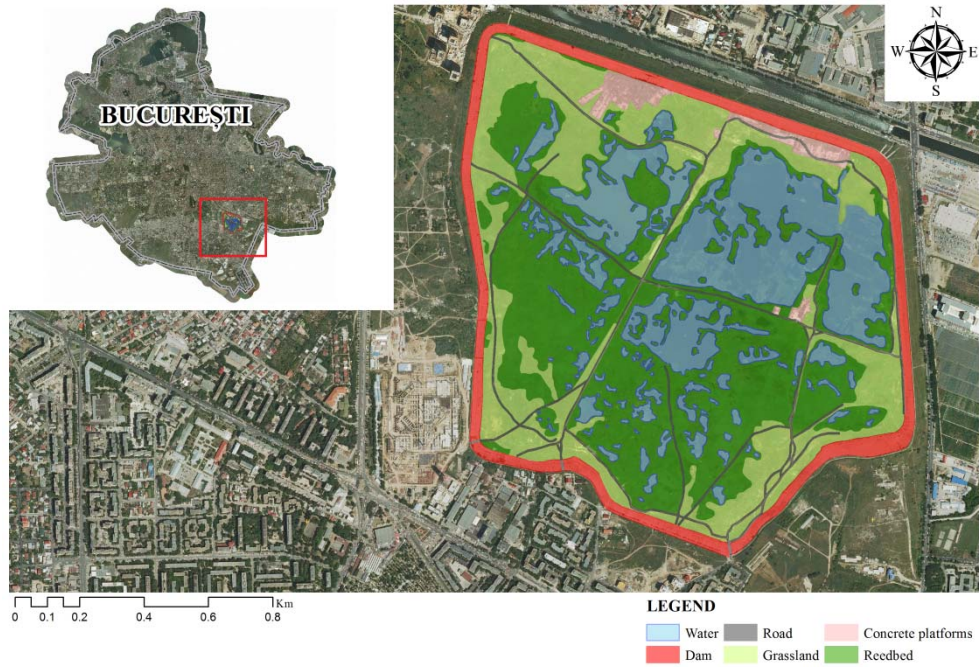 BUCUREȘTI
N
W E
S
0 0.1 0.2 0.4 0.6 0.8 Km
LEGEND
Water Road Concrete platforms
Dam Grassland Reedbed